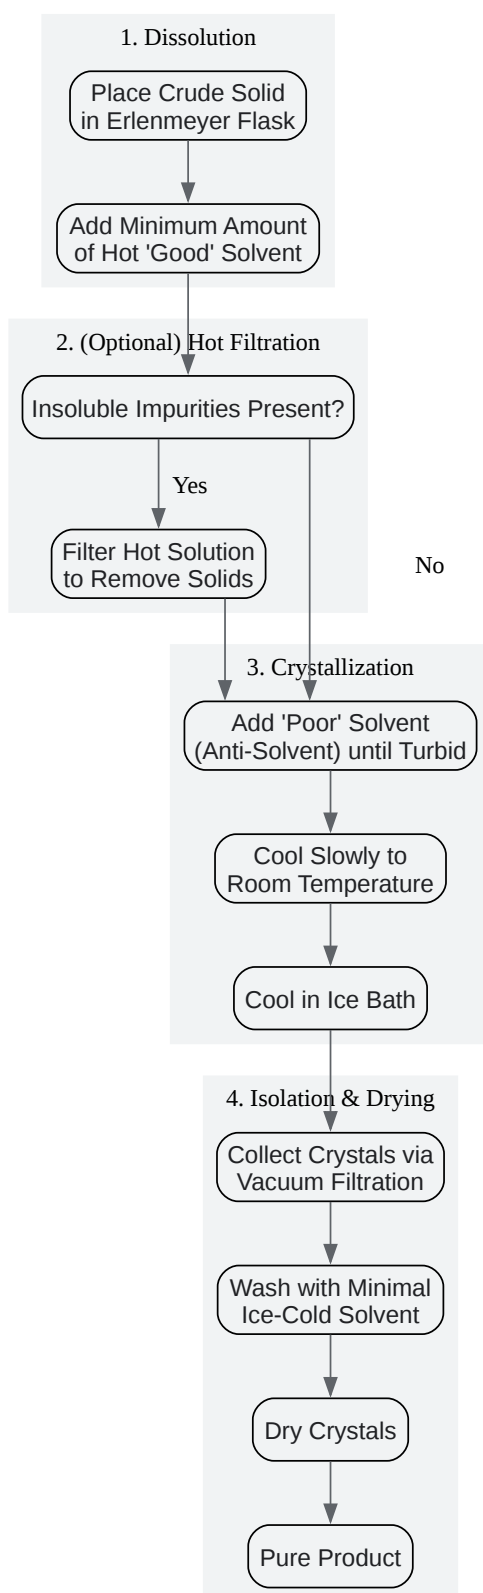 1. Dissolution
Place Crude Solid
in Erlenmeyer Flask
Add Minimum Amount
of Hot 'Good' Solvent
2. (Optional) Hot Filtration
Insoluble Impurities Present?
Yes
Filter Hot Solution
to Remove Solids
No
3. Crystallization
Add 'Poor' Solvent
(Anti-Solvent) until Turbid
Cool Slowly to
Room Temperature
Cool in Ice Bath
4. Isolation & Drying
Collect Crystals via
Vacuum Filtration
Wash with Minimal
Ice-Cold Solvent
Dry Crystals
Pure Product